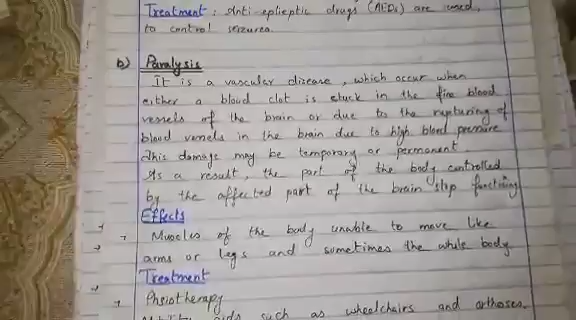 Treatment : Anti epileptic drugs (AEDs) are used,
to control seizures.
b) Paralysis
It is a vascular disease, which occur when
either a blood clot is stuck in the fine blood
vessels of the brain or due to the rupturing of
blood vessels in the brain due to high blood pressure
This damage may be temporary or permanent.
As a result, the part of the body controlled
by the affected part of the brain stop functioning
Effects
→ Muscles of the body unable to move like
arms or legs and sometimes the whole body
Treatment
→ Phsiotherapy
aids such as wheelchairs and orthoses.